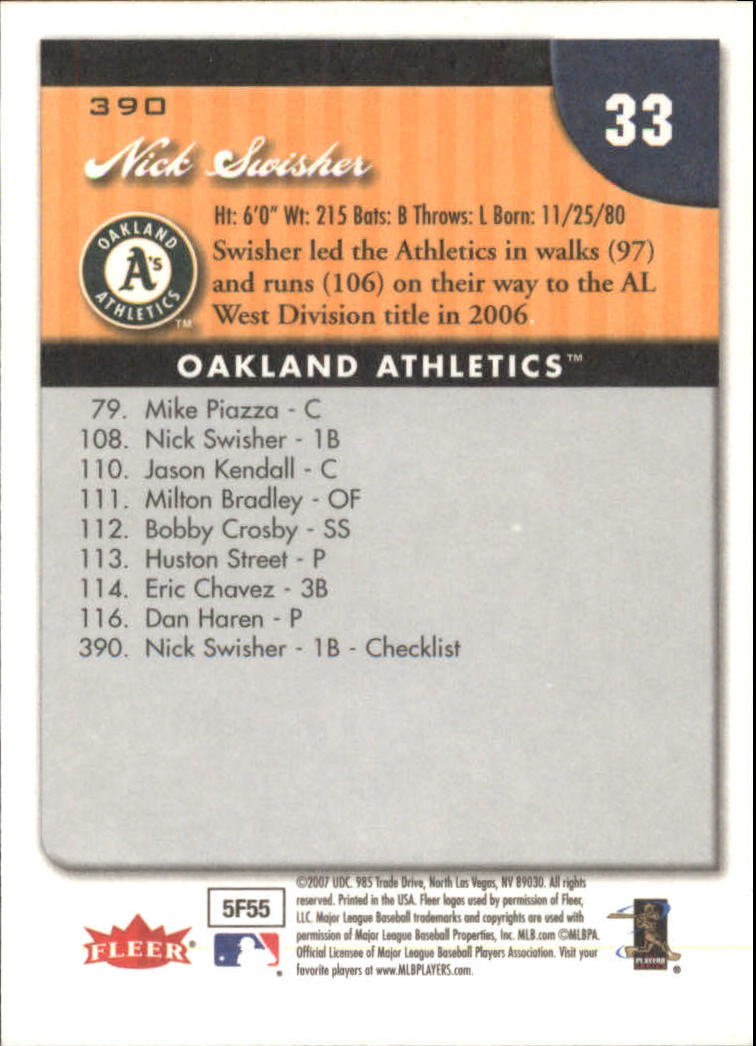 390
33
Nick Swisher
Ht: 6'0" Wt: 215 Bats: B Throws: L Born: 11/25/80
Swisher led the Athletics in walks (97)
and runs (106) on their way to the AL
West Division title in 2006.
OAKLAND
A's
ATHLETICS
TM
OAKLAND ATHLETICS™
79. Mike Piazza - C
108. Nick Swisher - 1B
110. Jason Kendall - C
111. Milton Bradley - OF
112. Bobby Crosby - SS
113. Huston Street - P
114. Eric Chavez - 3B
116. Dan Haren - P
390. Nick Swisher - 1B - Checklist
©2007 UDC. 985 Trade Drive, North Las Vegas, NV 89030. All rights
reserved. Printed in the USA. Fleer logos used by permission of Fleer,
LLC. Major League Baseball trademarks and copyrights are used with
permission of Major League Baseball Properties, Inc. MLB.com ©MLBPA.
Official Licensee of Major League Baseball Players Association. Visit your
favorite players at www.MLBPLAYERS.com.
5F55
FLEER
PLAYERS
®